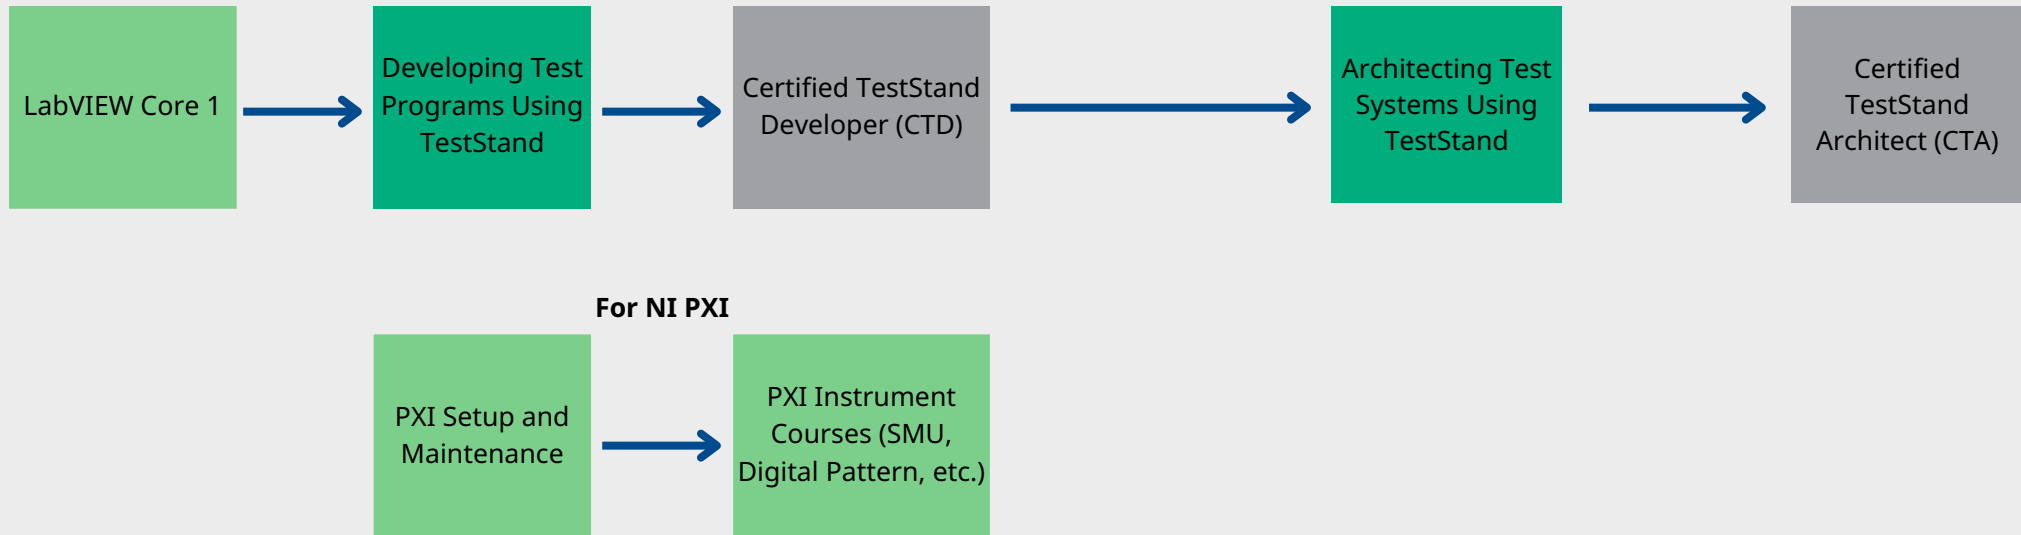 LabVIEW Core 1
Developing Test
Programs Using
TestStand
Certified TestStand
Developer (CTD)
Architecting Test
Systems Using
TestStand
Certified
TestStand
Architect (CTA)
For NI PXI
PXI Setup and
Maintenance
PXI Instrument
Courses (SMU,
Digital Pattern, etc.)